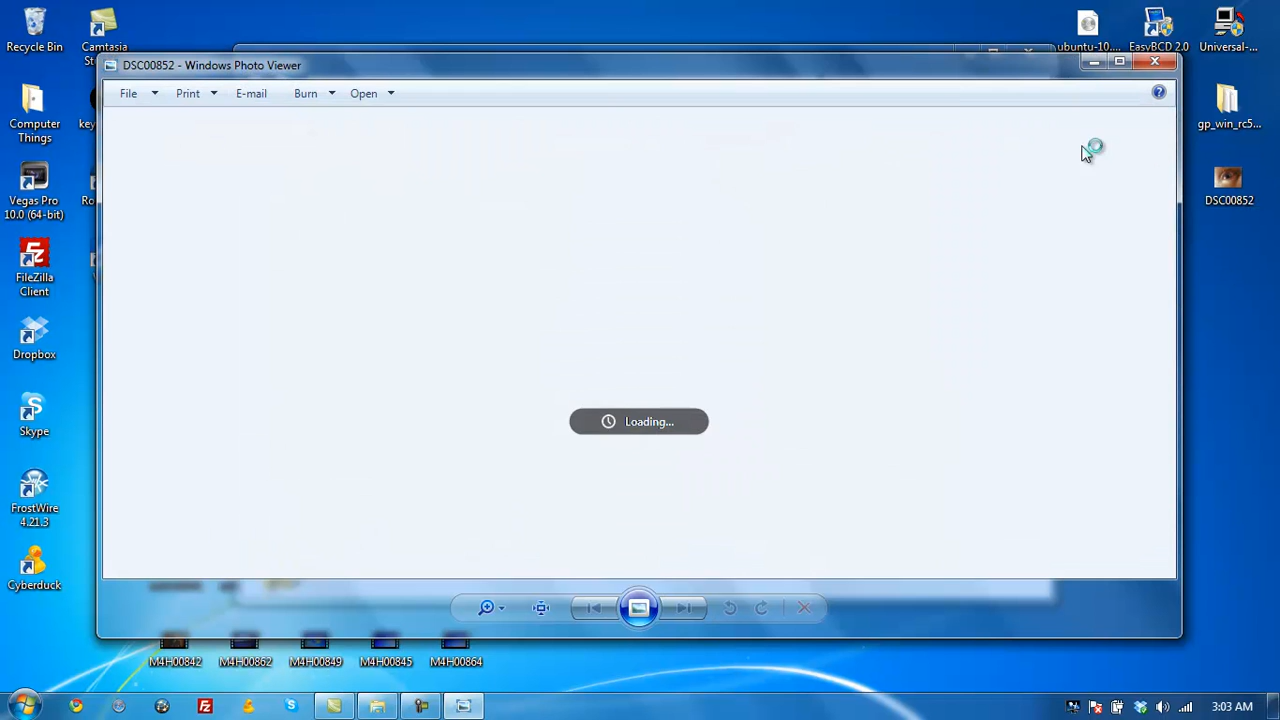 Recycle Bin
Camtasia
ubuntu-10....
EasyBCD 2.0
Universal-...
DSC00852 - Windows Photo Viewer
File
Print
E-mail
Burn
Open
Computer
Things
key
gp_win_rc5...
Vegas Pro
10.0 (64-bit)
DSC00852
FileZilla
Client
Dropbox
Loading...
Skype
FrostWire
4.21.3
Cyberduck
M4H00842
M4H00862
M4H00849
M4H00845
M4H00864
3:03 AM